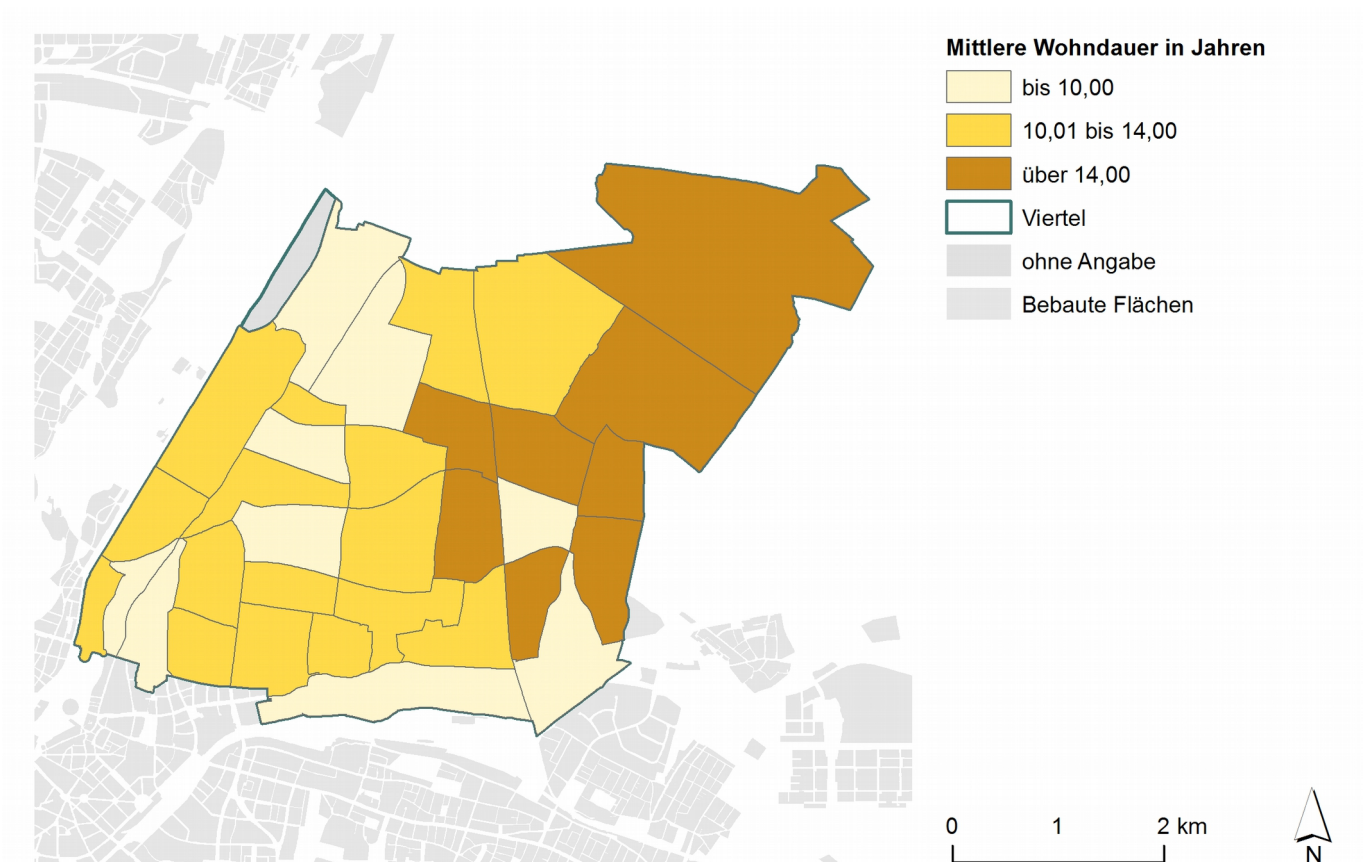 Mittlere Wohndauer in Jahren
bis 10,00
10,01 bis 14,00
über 14,00
Viertel
ohne Angabe
Bebaute Flächen
0 1 2 km
N